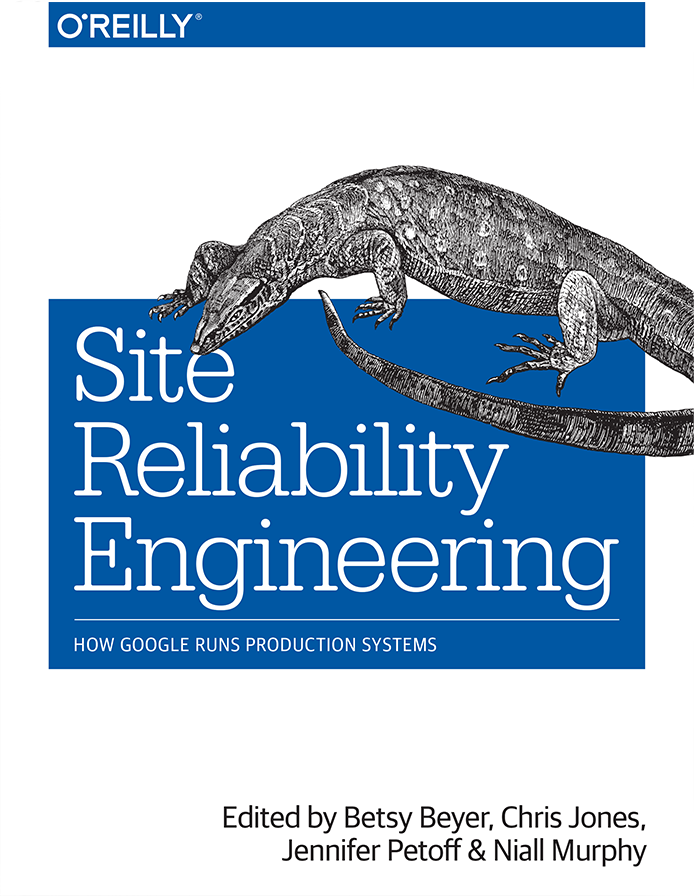 O'REILLY®
Site
Reliability
Engineering
HOW GOOGLE RUNS PRODUCTION SYSTEMS
Edited by Betsy Beyer, Chris Jones,
Jennifer Petoff & Niall Murphy